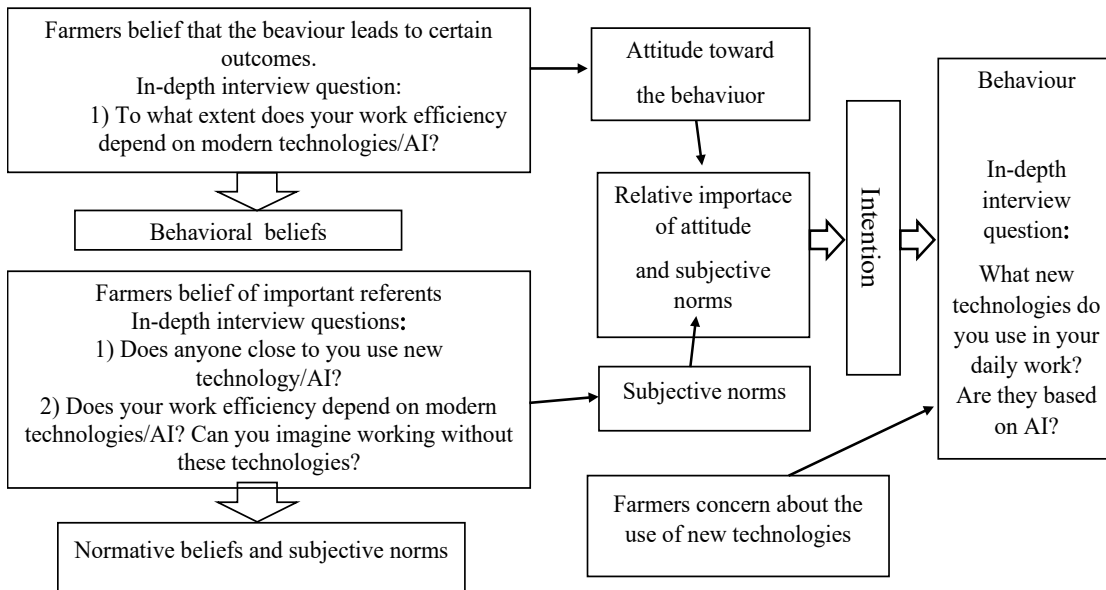 Farmers belief that the beaviour leads to certain
outcomes.
In-depth interview question:
1) To what extent does your work efficiency
depend on modern technologies/AI?
Behavioral beliefs
Farmers belief of important referents
In-depth interview questions:
1) Does anyone close to you use new
technology/AI?
2) Does your work efficiency depend on modern
technologies/AI? Can you imagine working without
these technologies?
Normative beliefs and subjective norms
Attitude toward
the behaviuor
Relative importace
of attitude
and subjective
norms
Subjective norms
Farmers concern about the
use of new technologies
Intention
Behaviour
In-depth
interview
question:
What new
technologies do
you use in your
daily work?
Are they based
on AI?